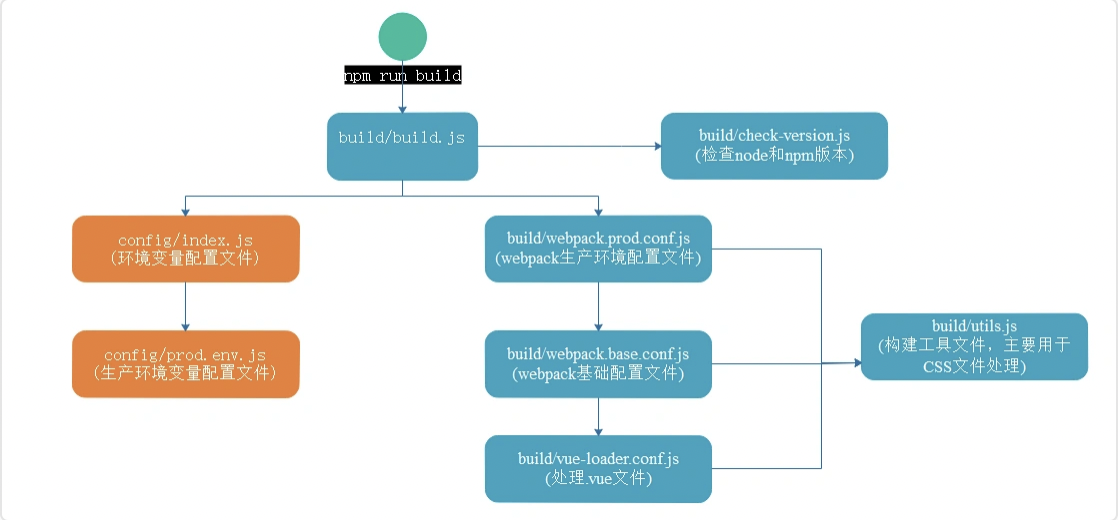 npm run build
build/build.js
build/check-version.js
(检查node和npm版本)
config/index.js
(环境变量配置文件)
build/webpack.prod.conf.js
(webpack生产环境配置文件)
config/prod.env.js
(生产环境变量配置文件)
build/webpack.base.conf.js
(webpack基础配置文件)
build/utils.js
(构建工具文件，主要用于
CSS文件处理)
build/vue-loader.conf.js
(处理.vue文件)